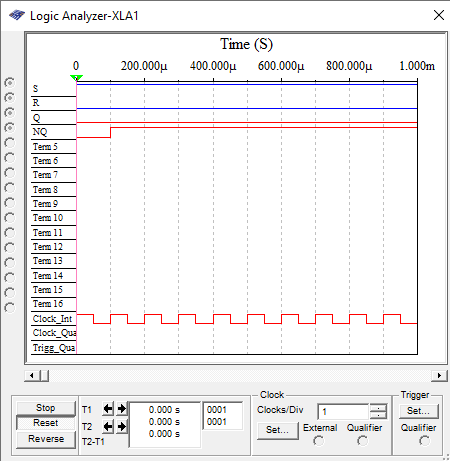 Logic Analyzer-XLA1
Time (S)
0 200.000μ 400.000μ 600.000μ 800.000μ 1.000m
S
R
Q
NQ
Term 5
Term 6
Term 7
Term 8
Term 9
Term 10
Term 11
Term 12
Term 13
Term 14
Term 15
Term 16
Clock_Int
Clock_Qua
Trigg_Qua
Stop
Reset
Reverse
T1 0.000 s 0001
T2 0.000 s 0001
T2-T1 0.000 s
Clock
Clocks/Div 1
Set... External Qualifier
Trigger
Set...
Qualifier